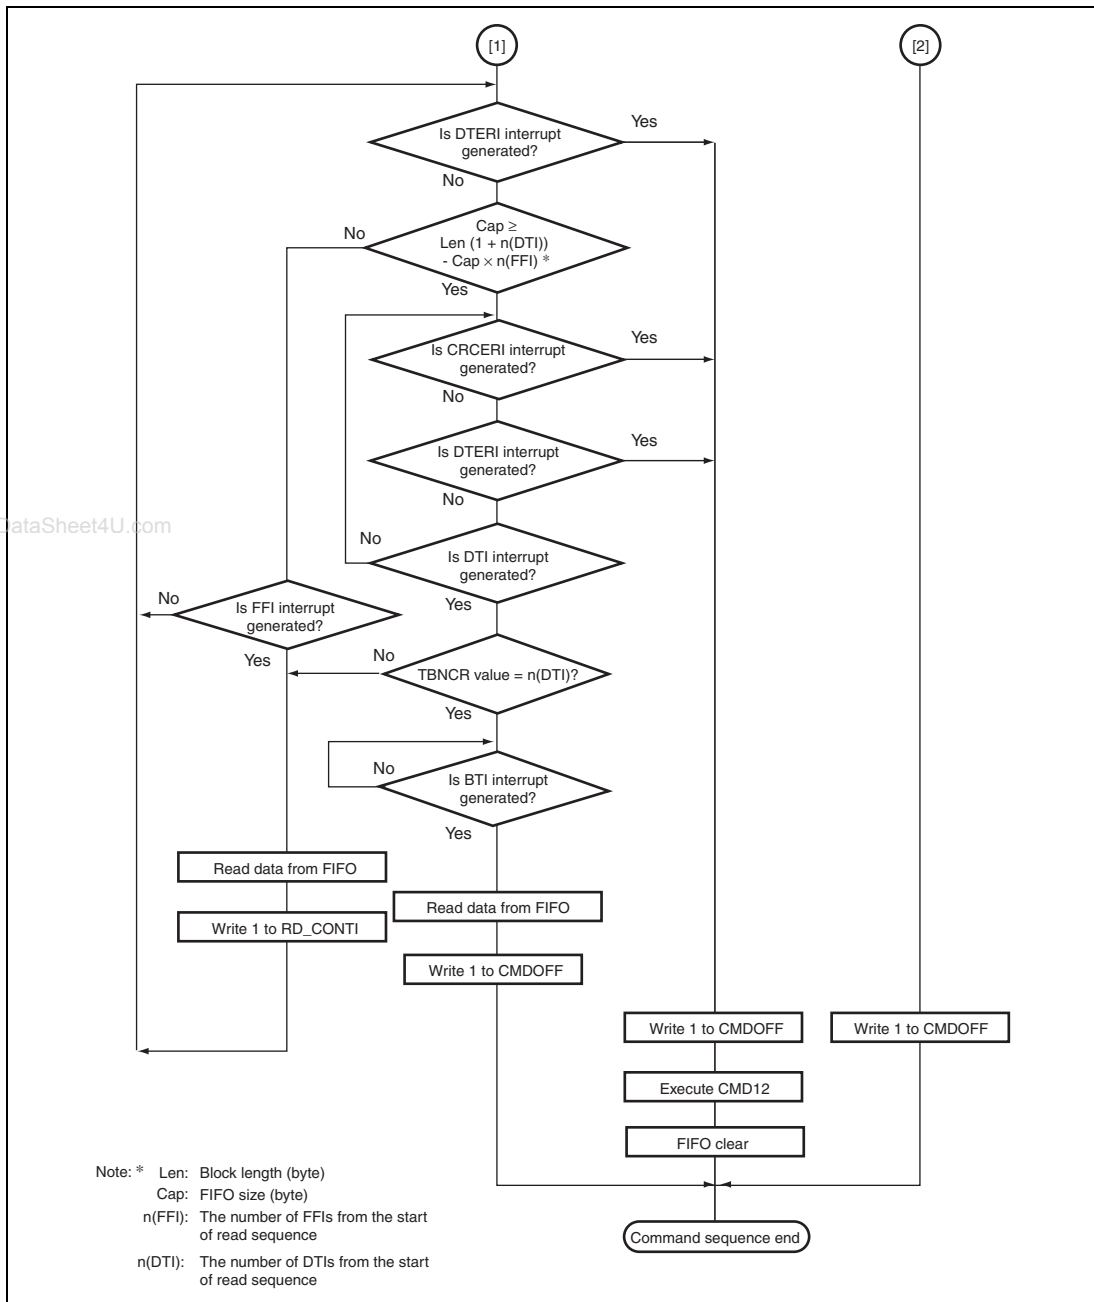 [1]
[2]
Is DTERI interrupt
generated?
Yes
No
Cap ≥
Len (1 + n(DTI))
- Cap × n(FFI) *
No
Yes
Is CRCERI interrupt
generated?
Yes
No
Is DTERI interrupt
generated?
Yes
No
DataSheet4U.com
Is DTI interrupt
generated?
No
Yes
Is FFI interrupt
generated?
No
Yes
TBNCR value = n(DTI)?
No
Yes
Is BTI interrupt
generated?
No
Yes
Read data from FIFO
Write 1 to RD_CONTI
Read data from FIFO
Write 1 to CMDOFF
Write 1 to CMDOFF
Write 1 to CMDOFF
Execute CMD12
FIFO clear
Command sequence end
Note: * Len: Block length (byte)
Cap: FIFO size (byte)
n(FFI): The number of FFIs from the start
of read sequence
n(DTI): The number of DTIs from the start
of read sequence